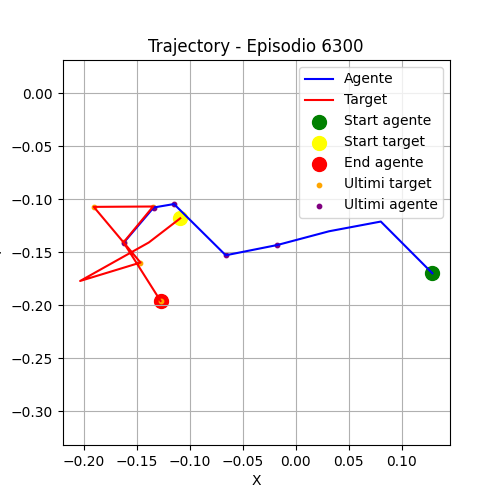 Trajectory - Episodio 6300
Agente
Target
Start agente
Start target
End agente
Ultimi target
Ultimi agente
0.00
−0.05
−0.10
−0.15
−0.20
−0.25
−0.30
−0.20 −0.15 −0.10 −0.05 0.00 0.05 0.10
X